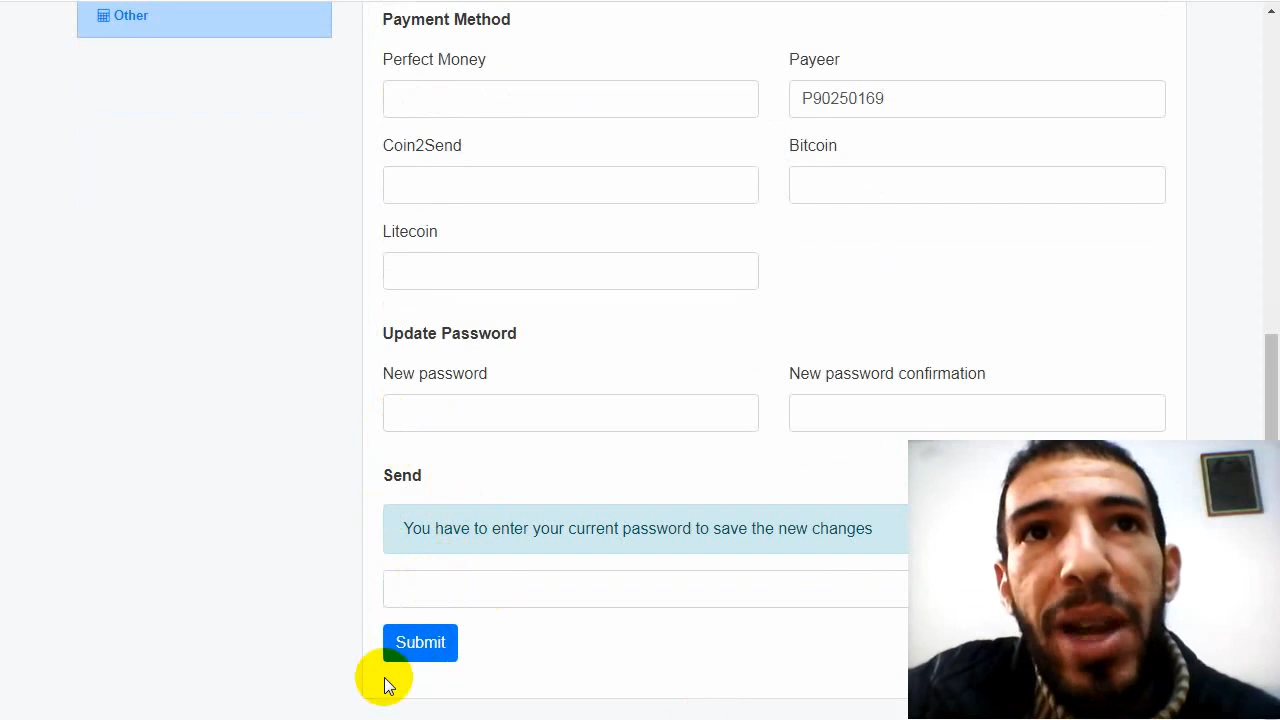 Other
Payment Method
Perfect Money
Payeer
P90250169
Coin2Send
Bitcoin
Litecoin
Update Password
New password
New password confirmation
Send
You have to enter your current password to save the new changes
Submit